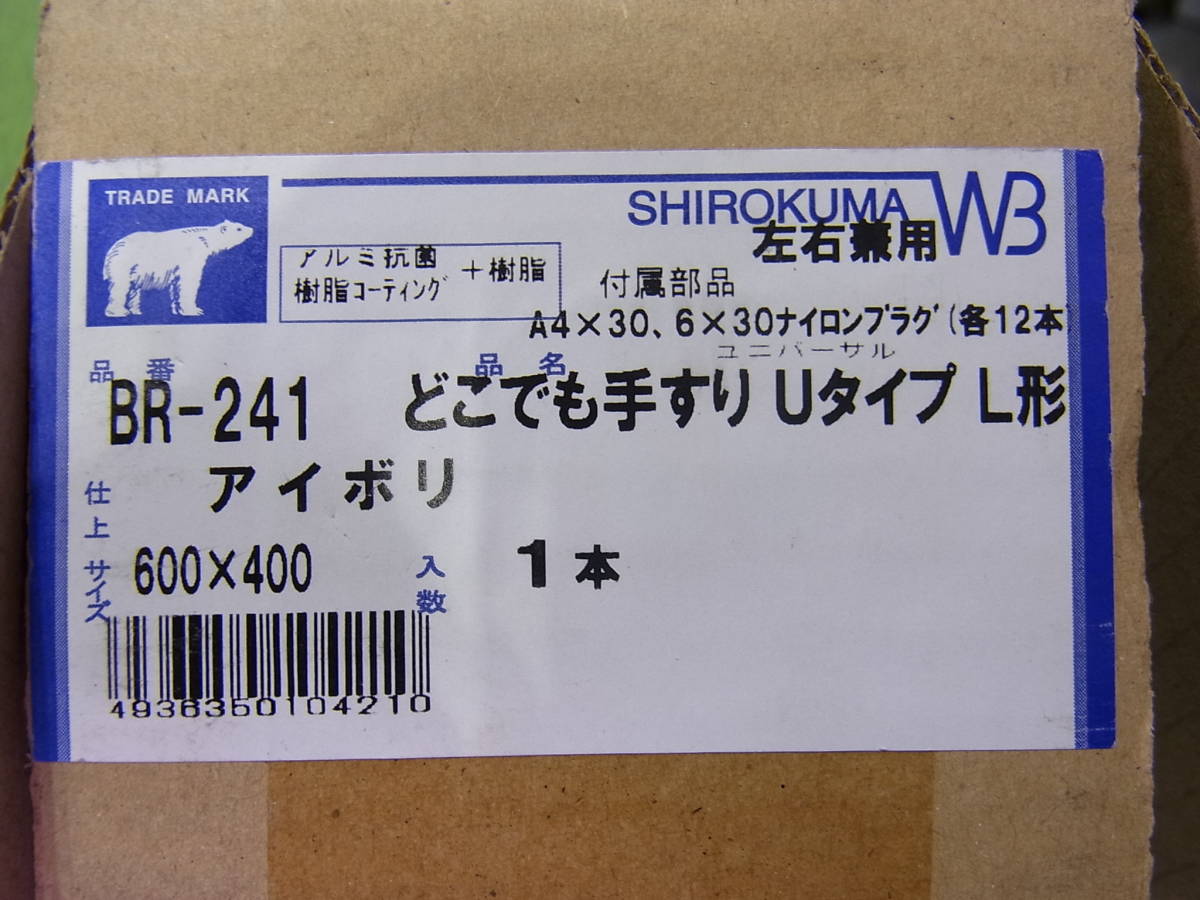 TRADE MARK
SHIROKUMA WB
左右兼用
アルミ抗菌
樹脂コーティング
+樹脂
付属部品
A4×30、6×30ナイロンプラグ(各12本)
ユニバーサル
品番 品名
BR-241 どこでも手すり Uタイプ L形
仕上 アイボリ
サイズ 600×400 入数 1本
4936350104210